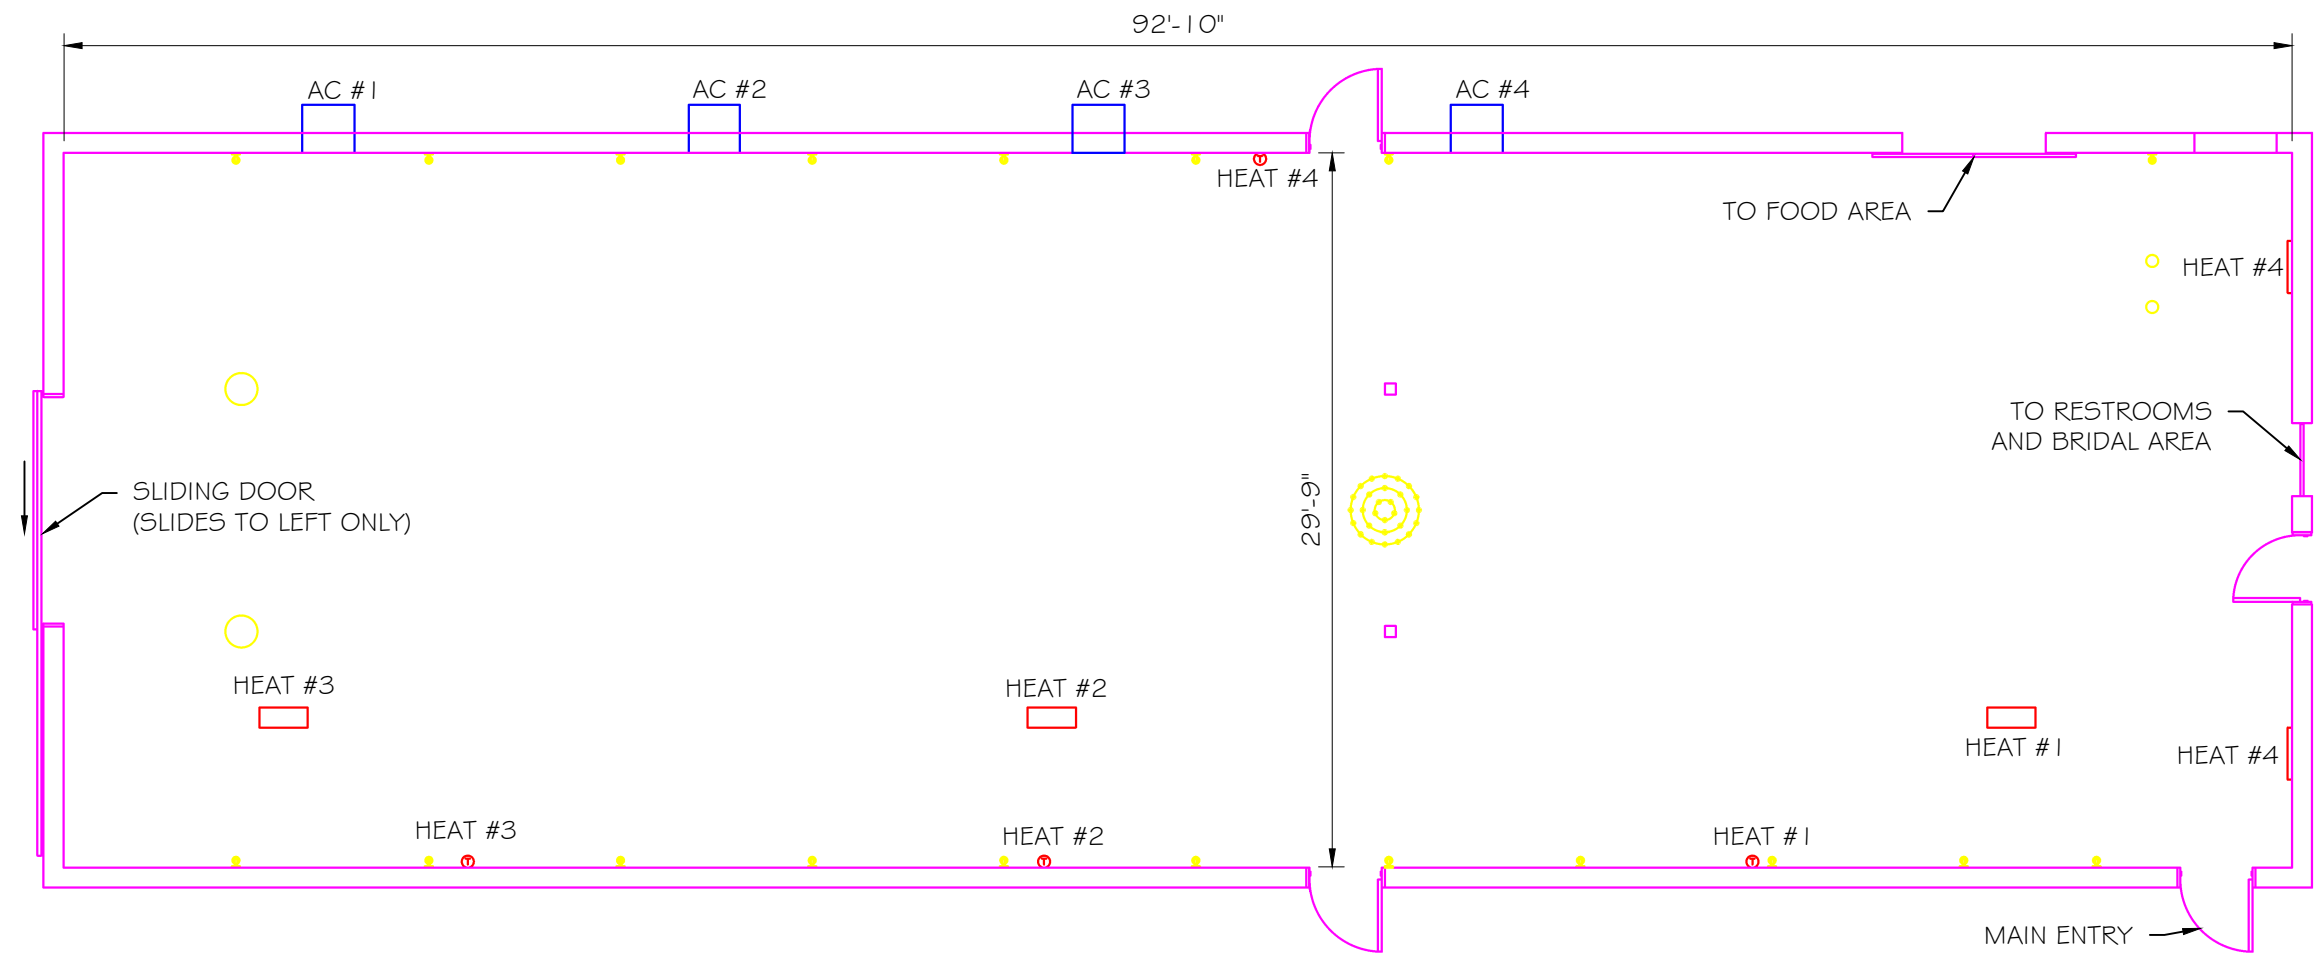 92'-10"
AC #1
AC #2
AC #3
AC #4
HEAT #4
TO FOOD AREA
HEAT #4
TO RESTROOMS
AND BRIDAL AREA
29'-9"
SLIDING DOOR
(SLIDES TO LEFT ONLY)
HEAT #3
HEAT #2
HEAT #1
HEAT #4
HEAT #3
HEAT #2
HEAT #1
T
T
T
T
MAIN ENTRY